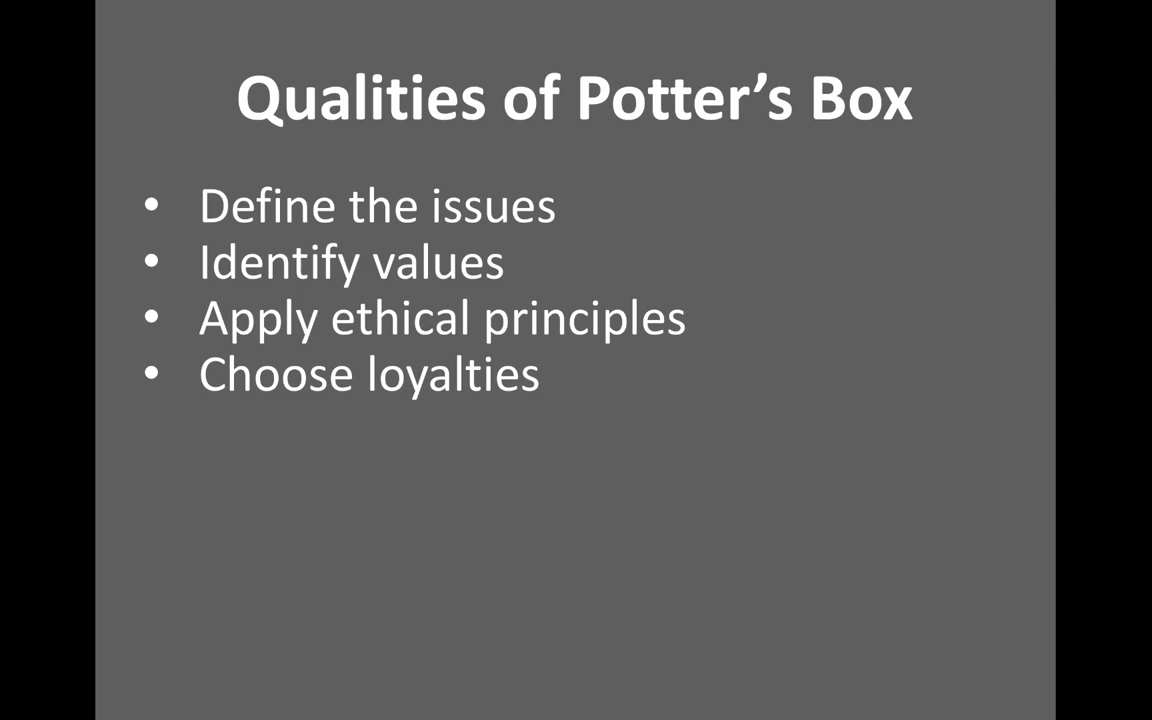 Qualities of Potter’s Box
• Define the issues
• Identify values
• Apply ethical principles
• Choose loyalties